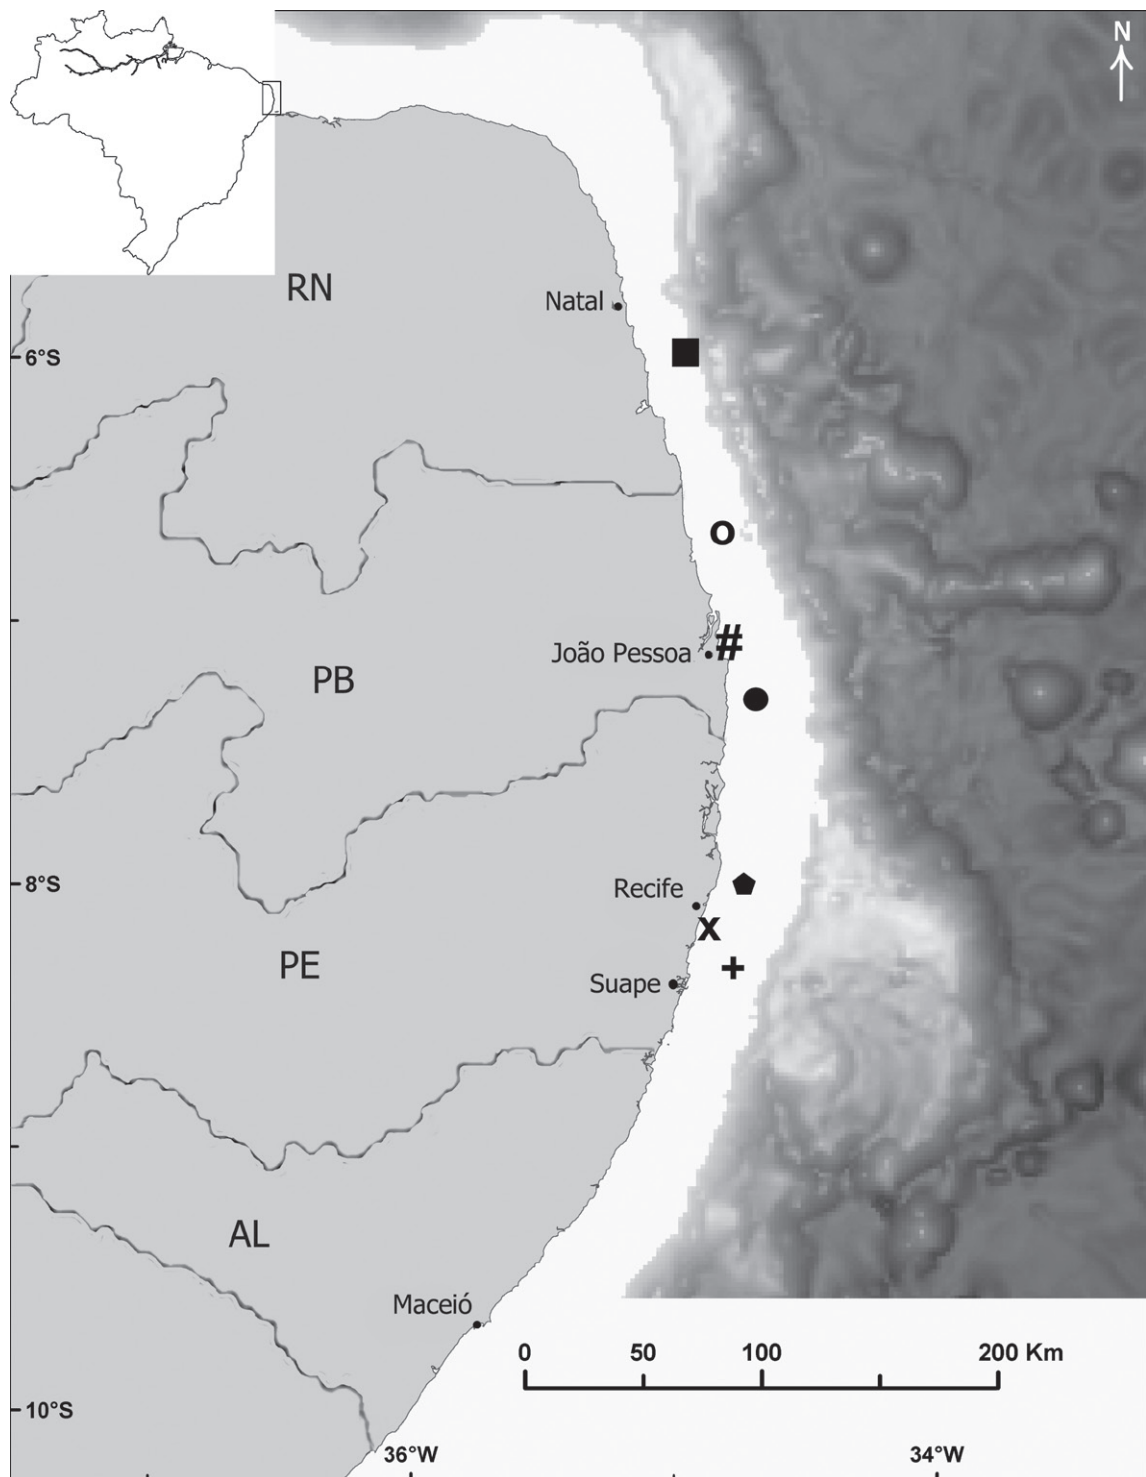 N
RN
Natal
6°S
O
#
João Pessoa
PB
8°S
Recife
PE
X
+
Suape
AL
Maceió
0 50 100 200 Km
10°S
36°W 34°W